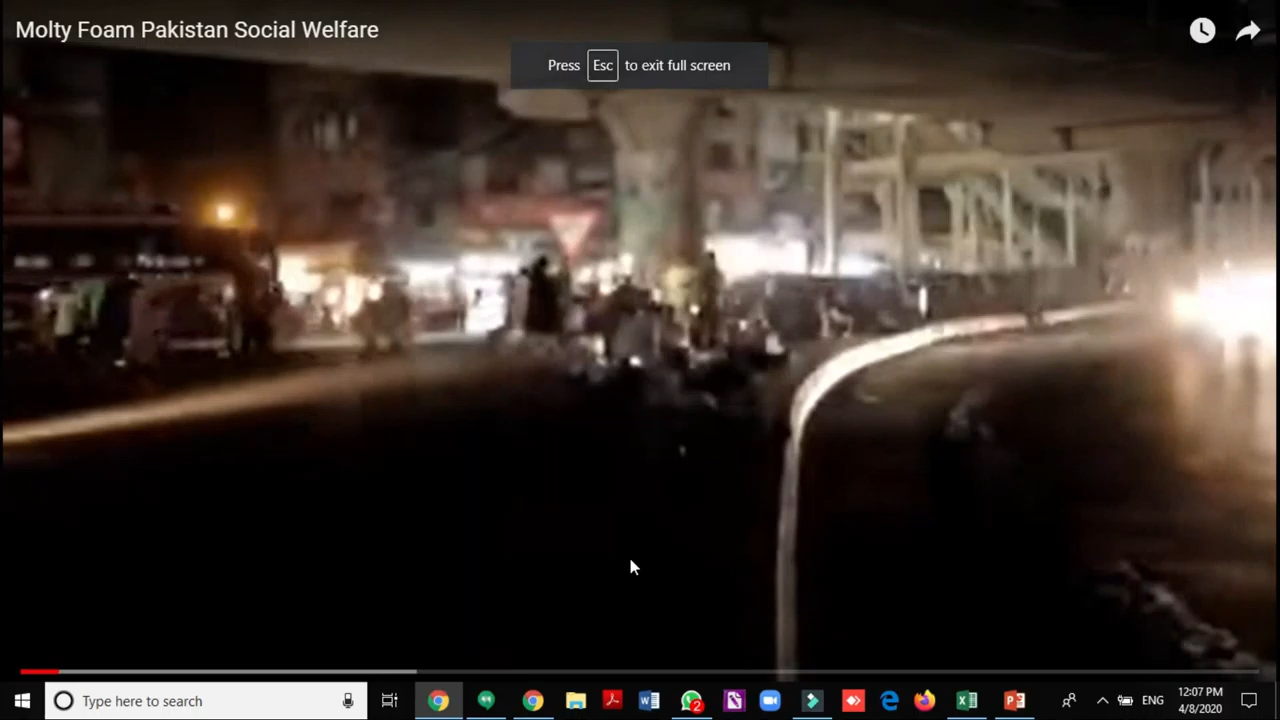 Molty Foam Pakistan Social Welfare
Press Esc to exit full screen
Type here to search
2
ENG
12:07 PM
4/8/2020